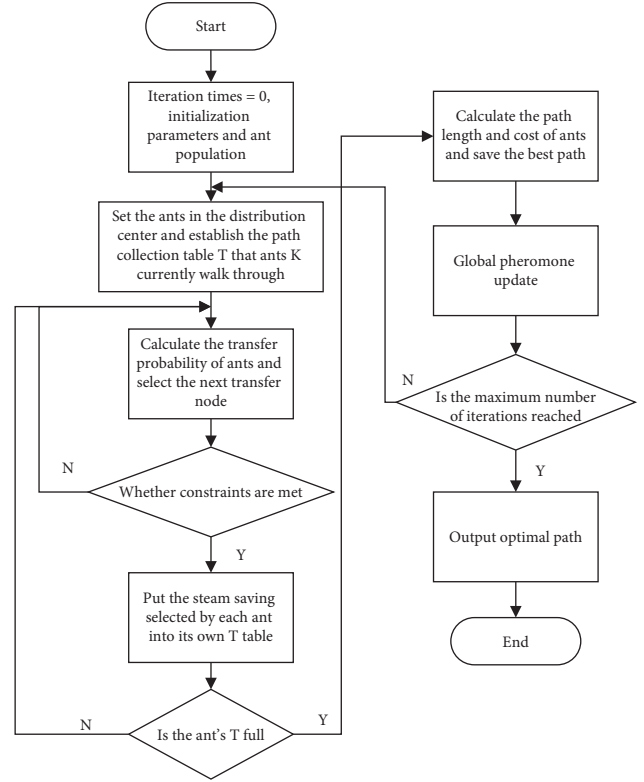 Start
Iteration times = 0,
initialization
parameters and ant
population
Set the ants in the distribution
center and establish the path
collection table T that ants K
currently walk through
Calculate the transfer
probability of ants and
select the next transfer
node
N
Whether constraints are met
Y
Put the steam saving
selected by each ant
into its own T table
N
Is the ant's T full
Y
Calculate the path
length and cost of ants
and save the best path
Global pheromone
update
N
Is the maximum number
of iterations reached
Y
Output optimal path
End